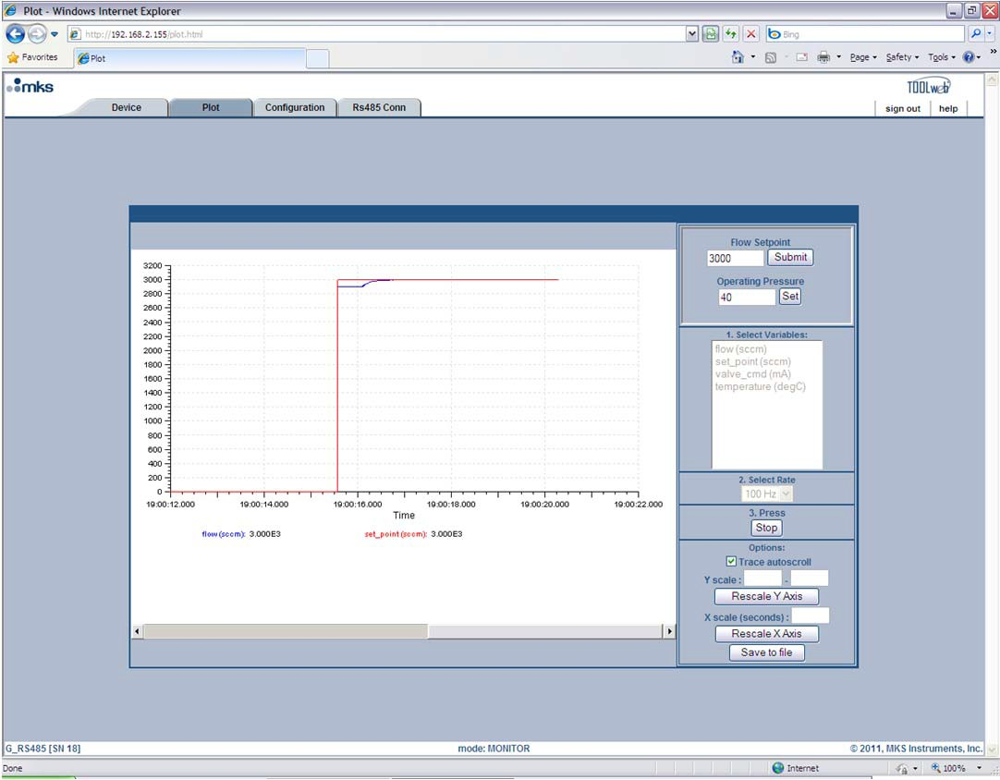 Plot - Windows Internet Explorer
http://192.168.2.155/plot.html
Bing
Favorites
Plot
Page
Safety
Tools
mks
TOOLweb
Device
Plot
Configuration
Rs485 Conn
sign out
help
3200
3000
2800
2600
2400
2200
2000
1800
1600
1400
1200
1000
800
600
400
200
0
19:00:12.000
19:00:14.000
19:00:16.000
19:00:18.000
19:00:20.000
19:00:22.000
Time
flow(sccm): 3.000E3
set_point(sccm): 3.000E3
Flow Setpoint
3000
Submit
Operating Pressure
40
Set
1. Select Variables:
flow (sccm)
set_point (sccm)
valve_cmd (mA)
temperature (degC)
2. Select Rate
100 Hz
3. Press
Stop
Options:
Trace autoscroll
Y scale : -
Rescale Y Axis
X scale (seconds) :
Rescale X Axis
Save to file
G_RS485 [SN 18]
mode: MONITOR
© 2011, MKS Instruments, Inc.
Done
Internet
100%